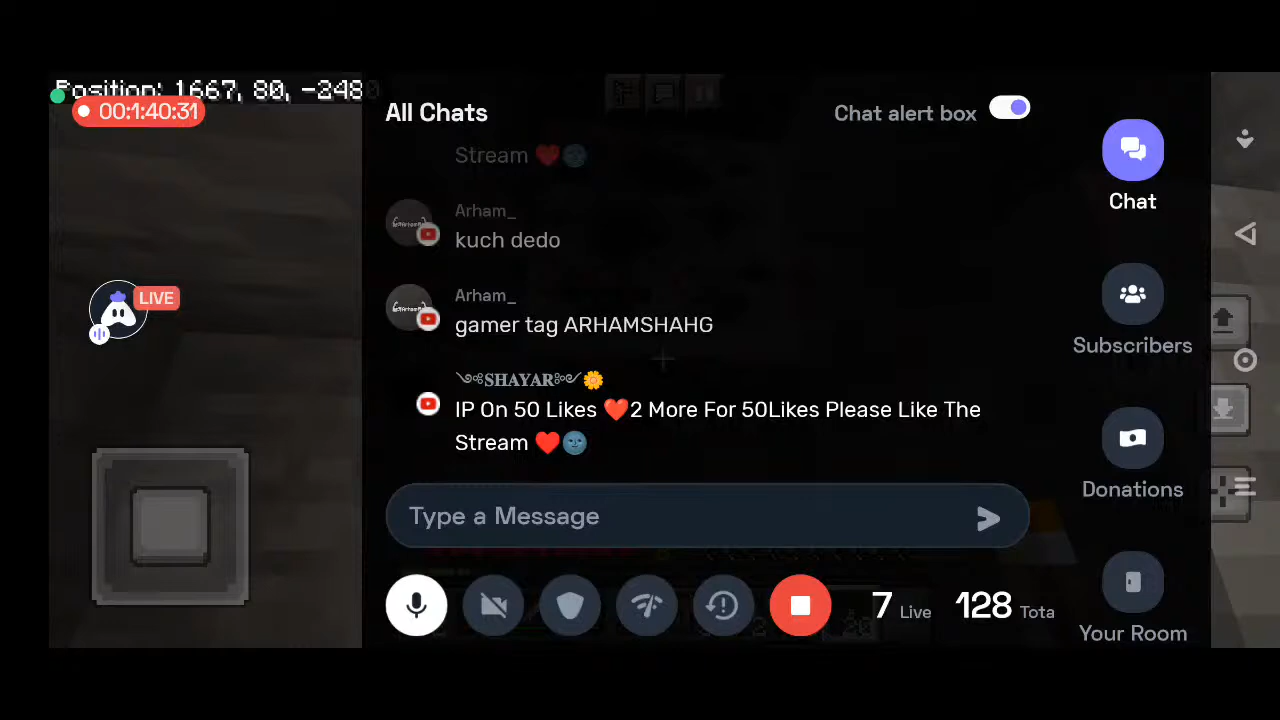 Position: 1667, 80, -2480
00:1:40:31
All Chats
Chat alert box
Stream ❤️🌚
Chat
Arham_
kuch dedo
LIVE
Arham_
gamer tag ARHAMSHAHG
Subscribers
༺SHAYAR༻🌼
IP On 50 Likes ❤️2 More For 50Likes Please Like The
Stream ❤️🌚
Donations
Type a Message
7 Live 128 Tota
Your Room